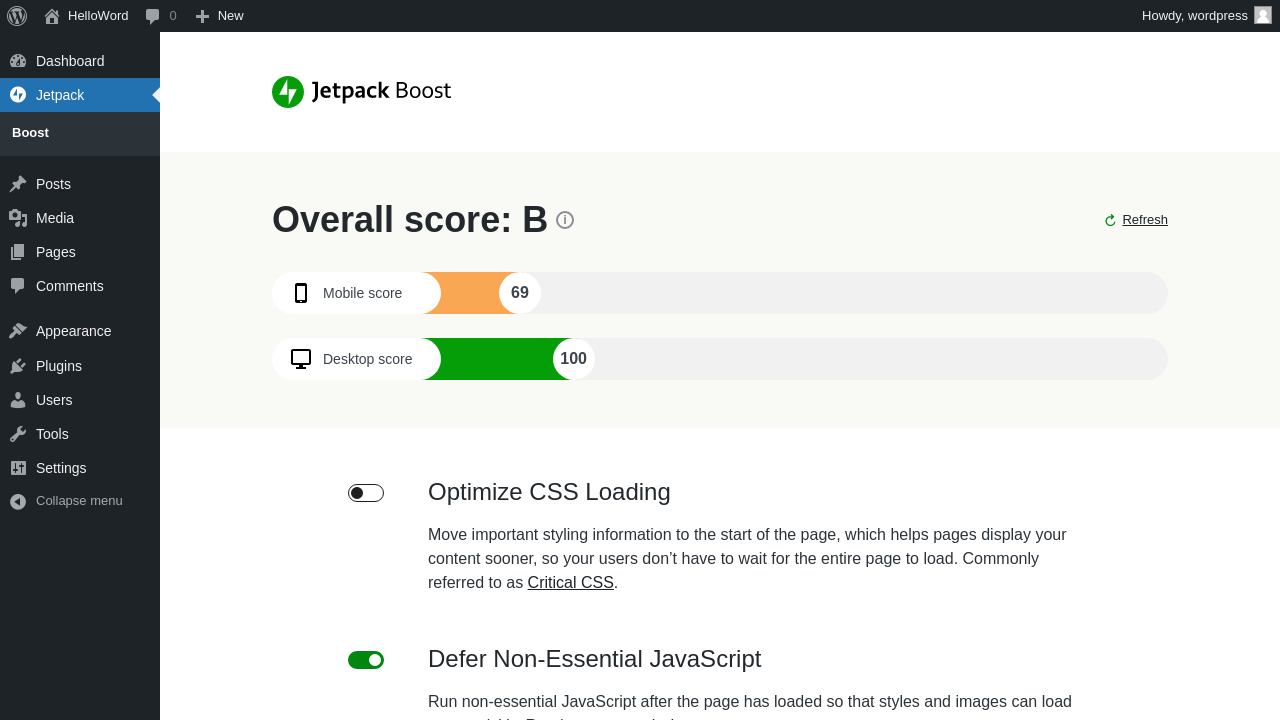 HelloWord 0 New Howdy, wordpress
Dashboard
Jetpack
Boost
Posts
Media
Pages
Comments
Appearance
Plugins
Users
Tools
Settings
Collapse menu
Jetpack Boost
Overall score: B
Refresh
Mobile score 69
Desktop score 100
Optimize CSS Loading
Move important styling information to the start of the page, which helps pages display your
content sooner, so your users don’t have to wait for the entire page to load. Commonly
referred to as Critical CSS.
Defer Non-Essential JavaScript
Run non-essential JavaScript after the page has loaded so that styles and images can load